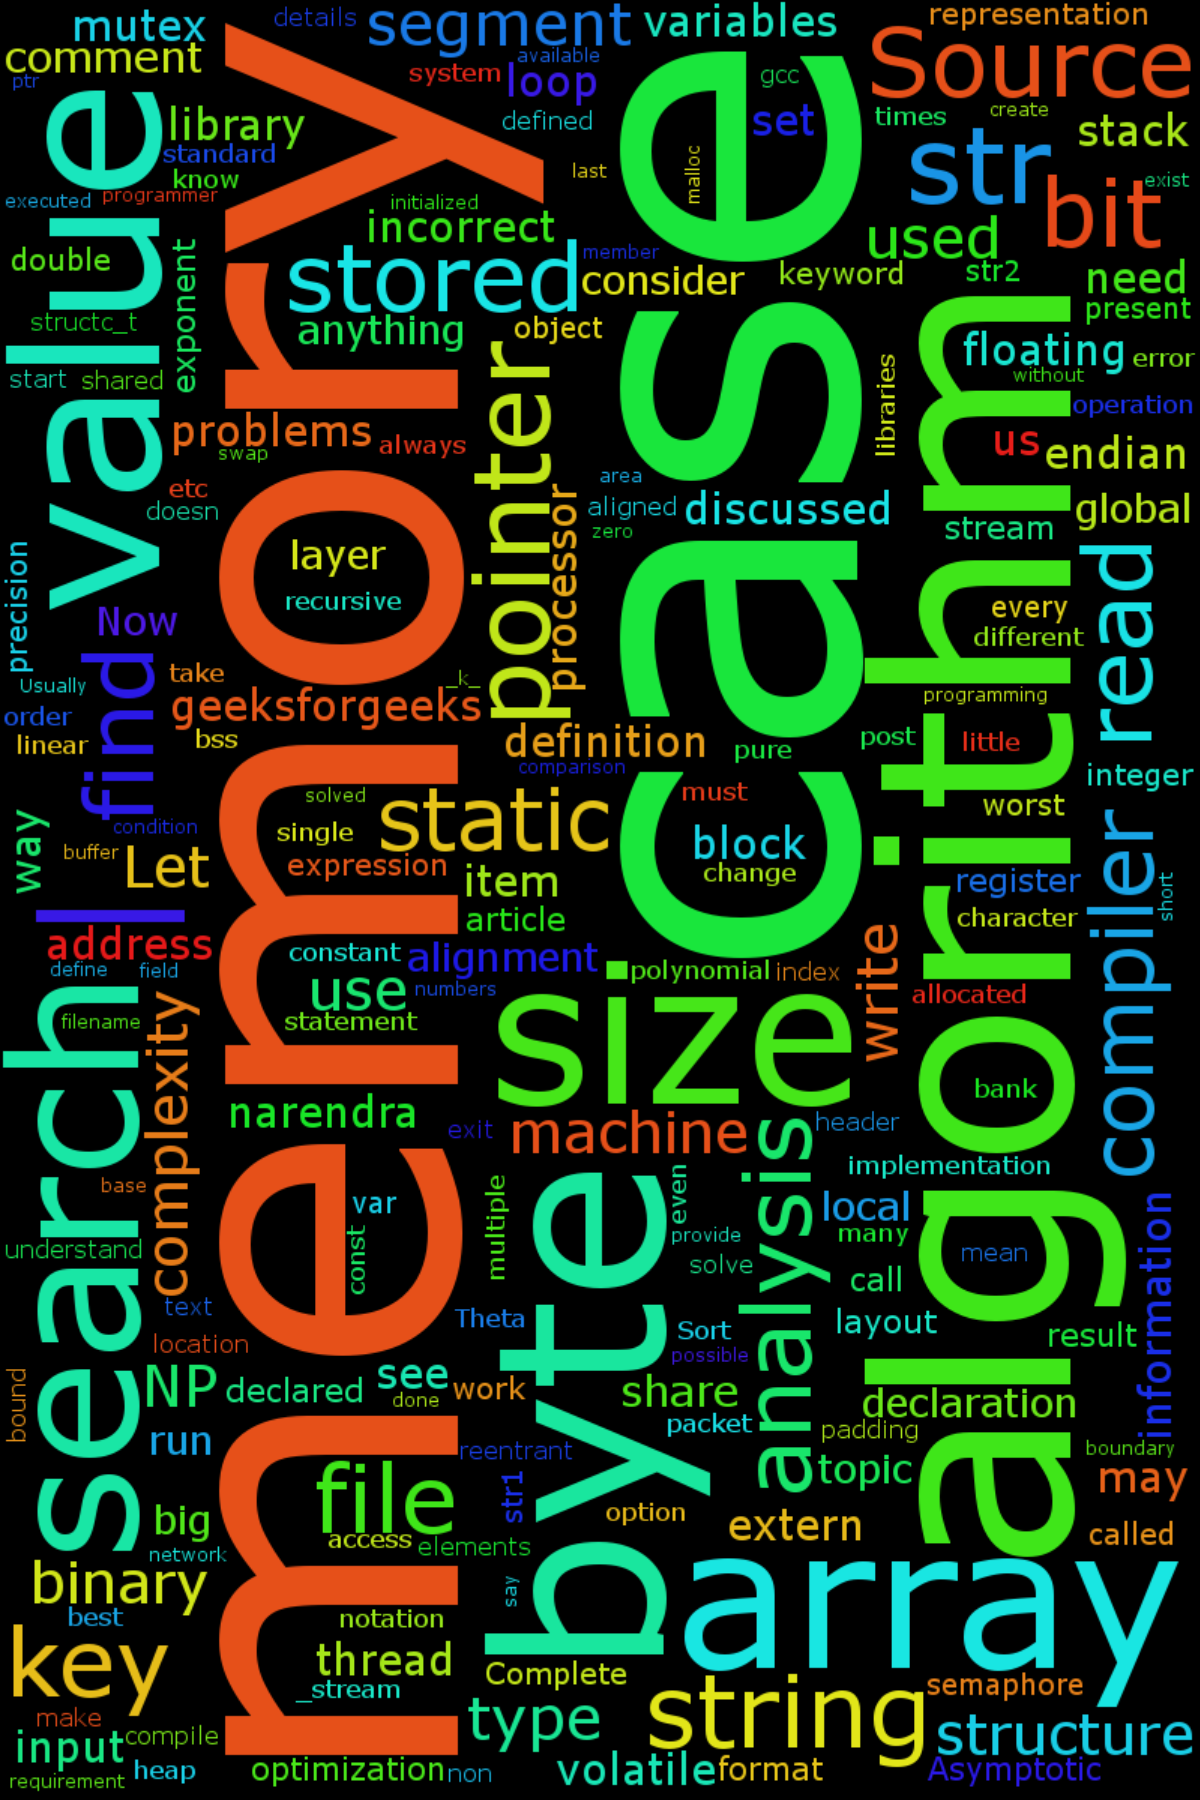 mutex
details
segment
variables
representation
comment
ptr
system
available
loop
gcc
Source
value
library
standard
know
memory
defined
set
case
times
create
stack
executed
programmer
last
malloc
str
exist
bit
initialized
incorrect
used
double
exponent
stored
member
consider
keyword
str2
need
present
structc_t
anything
object
start
shared
pointer
libraries
floating
error
without
algorithm
operation
problems
always
swap
us
endian
etc
doesn
area
aligned
zero
discussed
stream
global
layer
recursive
processor
precision
read
Now
every
different
find
Usually
take
_k_
order
geeksforgeeks
programming
linear
bss
definition
pure
post
little
comparison
integer
solved
static
must
worst
way
condition
single
block
compiler
buffer
Let
expression
item
change
register
short
article
character
address
constant
alignment
write
search
define
field
use
numbers
polynomial
index
allocated
filename
complexity
statement
size
bank
narendra
exit
machine
header
analysis
implementation
base
var
const
multiple
byte
even
provide
local
many
information
understand
solve
call
mean
text
Theta
layout
location
Sort
possible
result
bound
NP
declared
see
done
work
share
declaration
run
packet
padding
reentrant
boundary
file
str1
topic
may
big
access
elements
option
extern
called
network
binary
best
say
array
key
notation
thread
Complete
_stream
string
semaphore
make
type
structure
input
compile
requirement
heap
optimization
non
volatile
format
Asymptotic